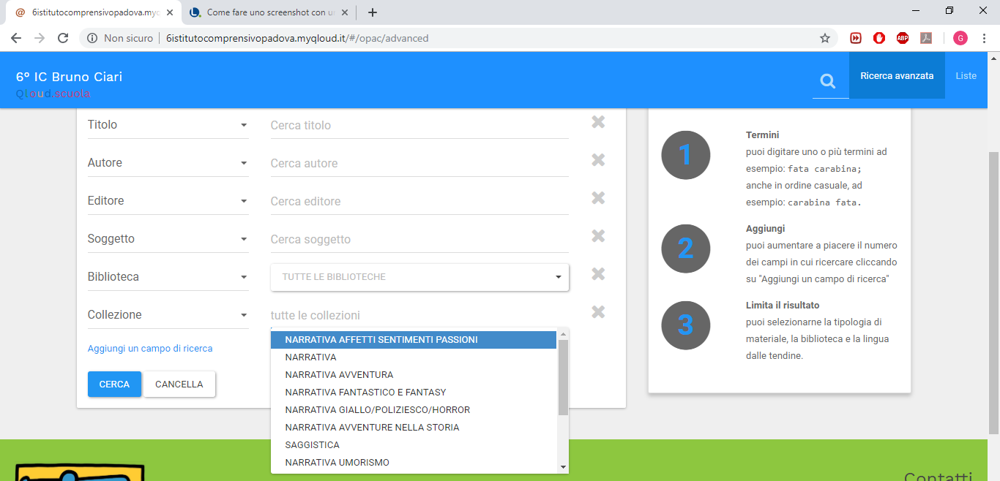 6istitutocomprensivopadova.myq
Come fare uno screenshot con u
Non sicuro
6istitutocomprensivopadova.myqloud.it/#/opac/advanced
ABP
G
6° IC Bruno Ciari
Qloud.scuola
Ricerca avanzata
Liste
Titolo
Cerca titolo
Autore
Cerca autore
Editore
Cerca editore
Soggetto
Cerca soggetto
Biblioteca
TUTTE LE BIBLIOTECHE
Collezione
tutte le collezioni
NARRATIVA AFFETTI SENTIMENTI PASSIONI
NARRATIVA
NARRATIVA AVVENTURA
NARRATIVA FANTASTICO E FANTASY
NARRATIVA GIALLO/POLIZIESCO/HORROR
NARRATIVA AVVENTURE NELLA STORIA
SAGGISTICA
NARRATIVA UMORISMO
Aggiungi un campo di ricerca
CERCA
CANCELLA
1
Termini
puoi digitare uno o più termini ad
esempio: fata carabina;
anche in ordine casuale, ad
esempio: carabina fata.
2
Aggiungi
puoi aumentare a piacere il numero
dei campi in cui ricercare cliccando
su "Aggiungi un campo di ricerca"
3
Limita il risultato
puoi selezionarne la tipologia di
materiale, la biblioteca e la lingua
dalle tendine.
Contatti